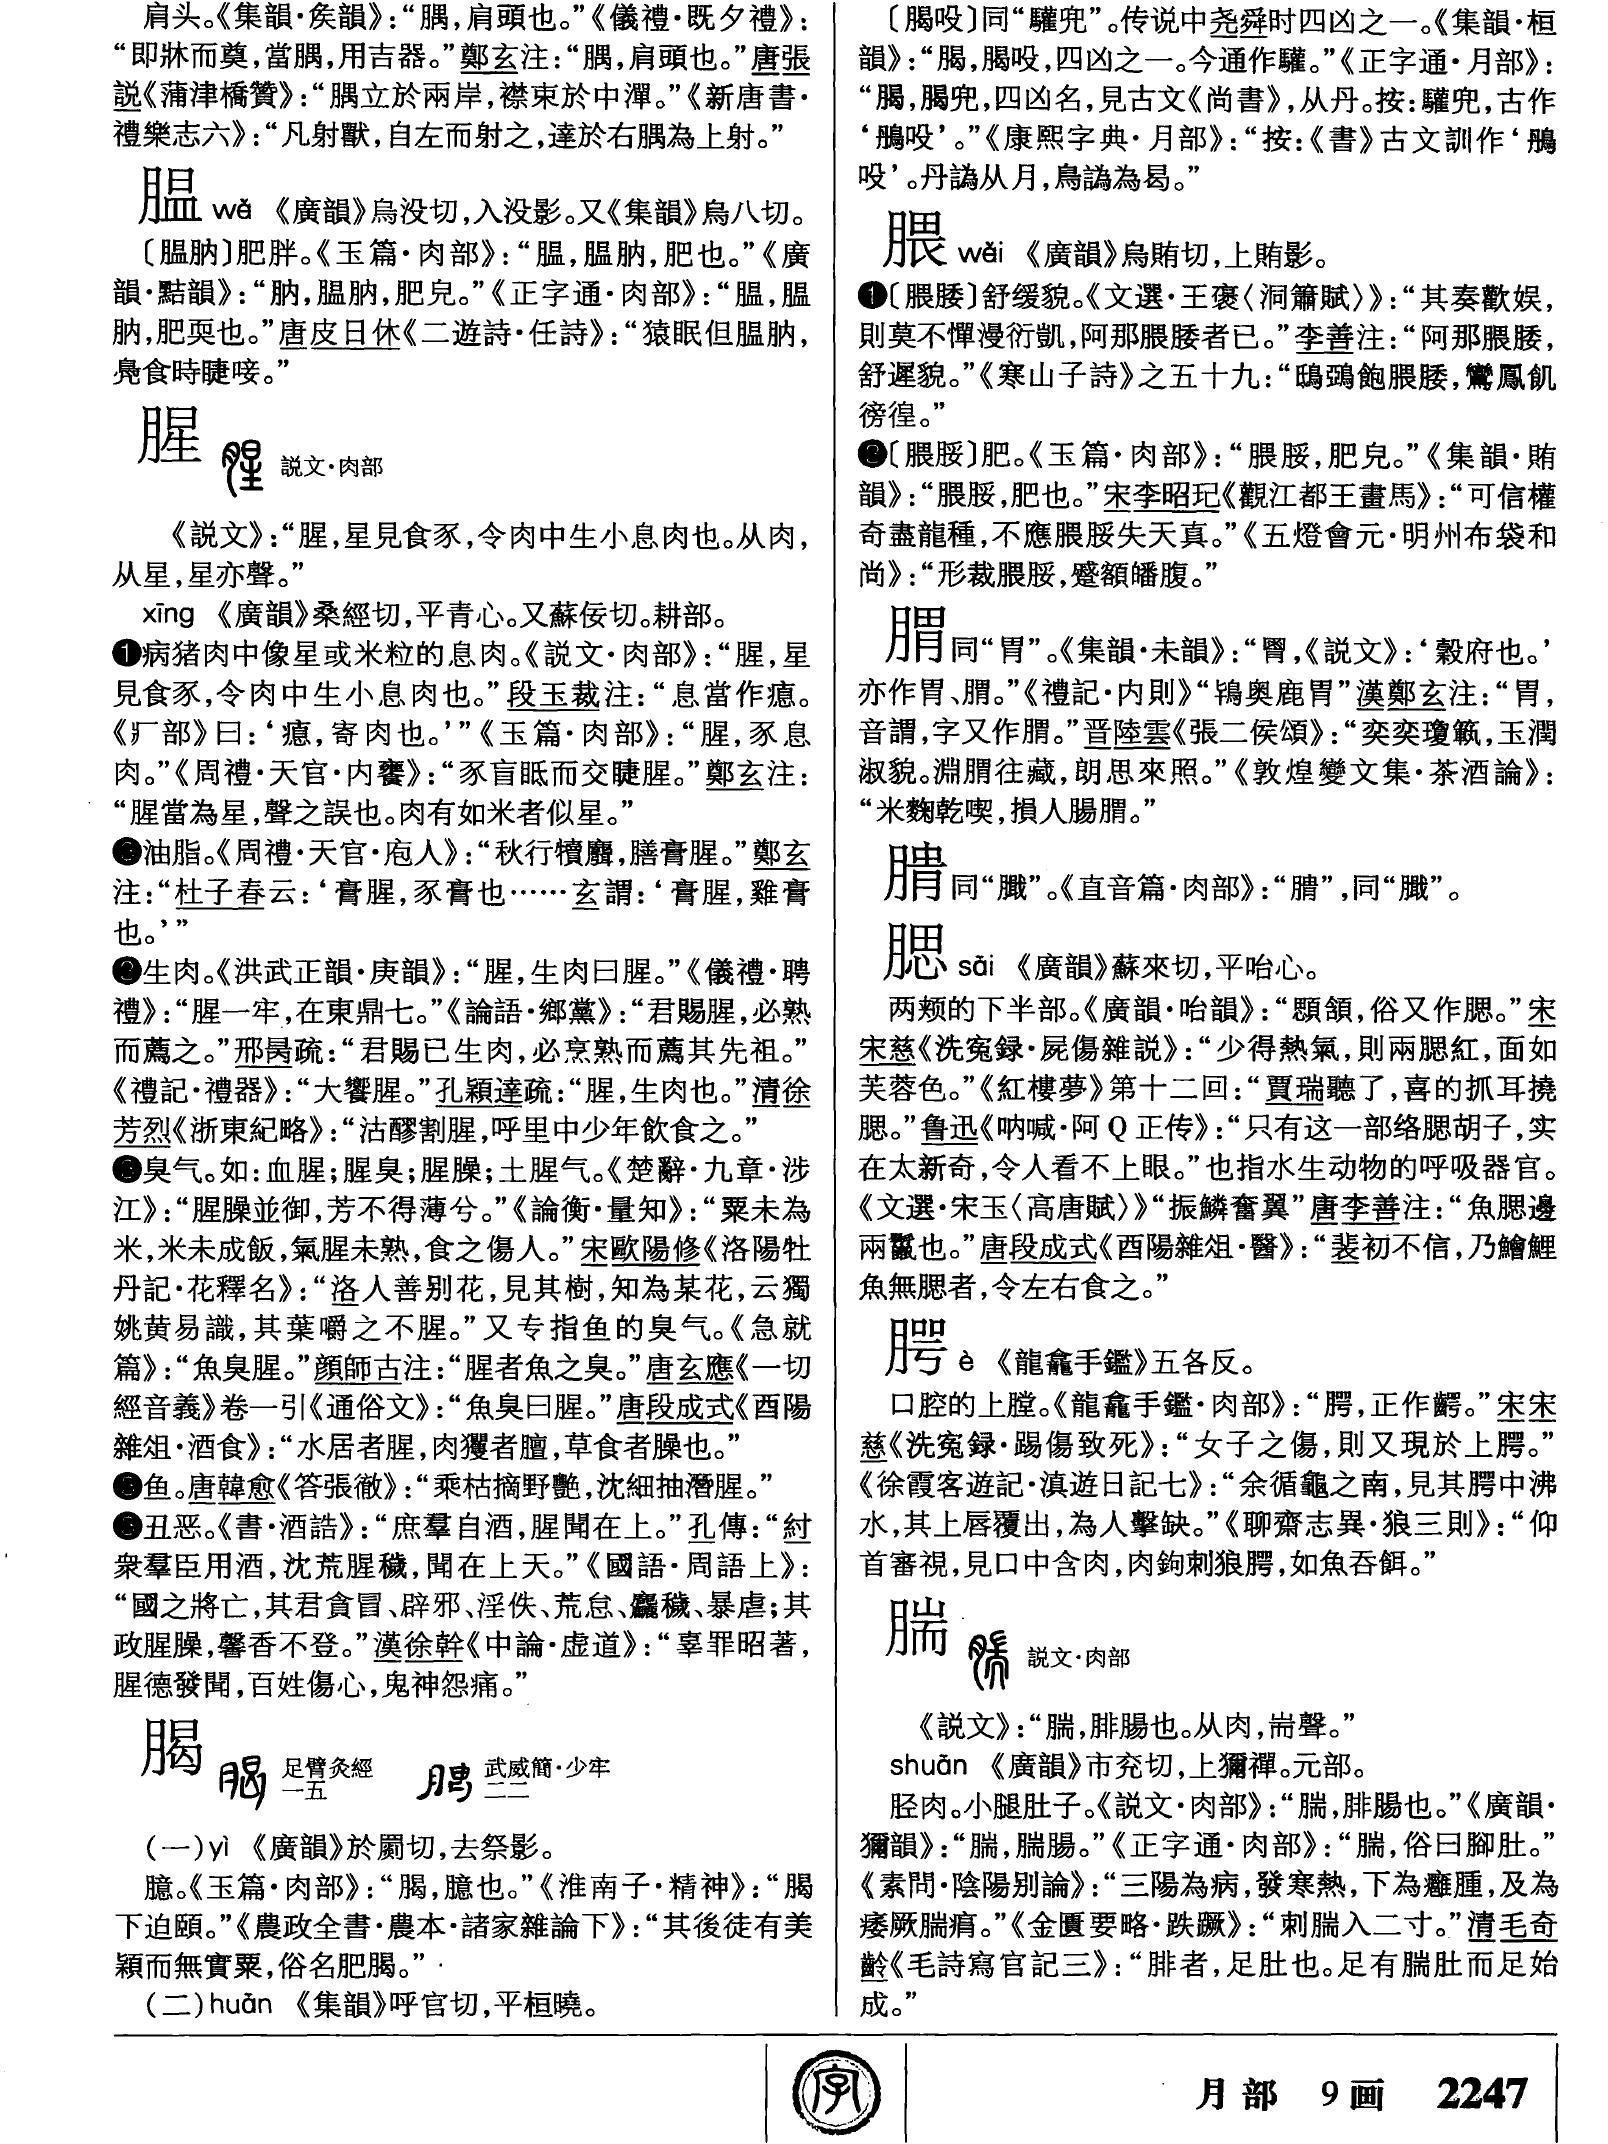 肩头。《集韻·矦韻》：“腢，肩頭也。”《儀禮·既夕禮》：
“即牀而奠，當腢，用吉器。”鄭玄注：“腢，肩頭也。”唐張
説《蒲津橋贊》：“腢立於兩岸，襟束於中潬。”《新唐書·
禮樂志六》：“凡射獸，自左而射之，達於右腢為上射。”
腽 wà 《廣韻》烏没切，入没影。又《集韻》烏八切。
〔腽肭〕肥胖。《玉篇·肉部》：“腽，腽肭，肥也。”《廣
韻·黠韻》：“肭，腽肭，肥皃。”《正字通·肉部》：“腽，腽
肭，肥耎也。”唐皮日休《二遊詩·任詩》：“猿眠但腽肭，
鳧食時啑唼。”
腥 説文·肉部
《説文》：“腥，星見食豕，令肉中生小息肉也。从肉，
从星，星亦聲。”
xīng 《廣韻》桑經切，平青心。又蘇佞切。耕部。
❶病猪肉中像星或米粒的息肉。《説文·肉部》：“腥，星
見食豕，令肉中生小息肉也。”段玉裁注：“息當作瘜。
《疒部》曰：‘瘜，寄肉也。’”《玉篇·肉部》：“腥，豕息
肉。”《周禮·天官·内饔》：“豕盲眂而交睫腥。”鄭玄注：
“腥當為星，聲之誤也。肉有如米者似星。”
油脂。《周禮·天官·庖人》：“秋行犢麛，膳膏腥。”鄭玄
注：“杜子春云：‘膏腥，豕膏也……玄謂：‘膏腥，雞膏
也。’”
生肉。《洪武正韻·庚韻》：“腥，生肉曰腥。”《儀禮·聘
禮》：“腥一牢，在東鼎七。”《論語·鄉黨》：“君賜腥，必熟
而薦之。”邢昺疏：“君賜已生肉，必烹熟而薦其先祖。”
《禮記·禮器》：“大饗腥。”孔穎達疏：“腥，生肉也。”清徐
芳烈《浙東紀略》：“沽醪割腥，呼里中少年飲食之。”
臭气。如：血腥；腥臭；腥臊；土腥气。《楚辭·九章·涉
江》：“腥臊並御，芳不得薄兮。”《論衡·量知》：“粟未為
米，米未成飯，氣腥未熟，食之傷人。”宋歐陽修《洛陽牡
丹記·花釋名》：“洛人善别花，見其樹，知為某花，云獨
姚黄易識，其葉嚼之不腥。”又专指鱼的臭气。《急就
篇》：“魚臭腥。”顔師古注：“腥者魚之臭。”唐玄應《一切
經音義》卷一引《通俗文》：“魚臭曰腥。”唐段成式《酉陽
雜俎·酒食》：“水居者腥，肉玃者膻，草食者臊也。”
鱼。唐韓愈《答張徹》：“乘枯摘野艷，沈細抽潛腥。”
丑恶。《書·酒誥》：“庶羣自酒，腥聞在上。”孔傳：“紂
衆羣臣用酒，沈荒腥穢，聞在上天。”《國語·周語上》：
“國之將亡，其君貪冒、辟邪、淫佚、荒怠、麤穢、暴虐；其
政腥臊，馨香不登。”漢徐幹《中論·虚道》：“辜罪昭著，
腥德發聞，百姓傷心，鬼神怨痛。”
腸 足臂灸經一五 武威簡·少牢二二
(一)yì 《廣韻》於罽切，去祭影。
臆。《玉篇·肉部》：“腸，臆也。”《淮南子·精神》：“腸
下迫頤。”《農政全書·農本·諸家雜論下》：“其後徒有美
穎而無實粟，俗名肥腸。”
(二)huān 《集韻》呼官切，平桓曉。
〔腸吺〕同“驩兜”。传说中尧舜时四凶之一。《集韻·桓
韻》：“腸，腸吺，四凶之一。今通作驩。”《正字通·月部》：
“腸，腸兜，四凶名，見古文《尚書》，从丹。按：驩兜，古作
‘鴅吺’。”《康熙字典·月部》：“按：《書》古文訓作‘鴅
吺’。丹譌从月，鳥譌為曷。”
腲 wěi 《廣韻》烏賄切，上賄影。
❶〔腲腇〕舒缓貌。《文選·王褒〈洞簫賦〉》：“其奏歡娱，
則莫不憚漫衍凱，阿那腲腇者已。”李善注：“阿那腲腇，
舒遲貌。”《寒山子詩》之五十九：“鴟鵶飽腲腇，鸞鳳飢
徬徨。”
❷〔腲脮〕肥。《玉篇·肉部》：“腲脮，肥皃。”《集韻·賄
韻》：“腲脮，肥也。”宋李昭玘《觀江都王畫馬》：“可信權
奇盡龍種，不應腲脮失天真。”《五燈會元·明州布袋和
尚》：“形裁腲脮，蹙額皤腹。”
腪同“胃”。《集韻·未韻》：“胃，《説文》：‘穀府也。’
亦作胃、腪。”《禮記·内則》“鴇奥鹿胃”漢鄭玄注：“胃，
音謂，字又作腪。”晋陸雲《張二侯頌》：“奕奕瓊篪，玉潤
淑貌。淵腪往藏，朗思來照。”《敦煌變文集·茶酒論》：
“米麴乾喫，損人腸腪。”
膭同“膱”。《直音篇·肉部》：“膭”，同“膱”。
腮 sāi 《廣韻》蘇來切，平咍心。
两颊的下半部。《廣韻·咍韻》：“顋頷，俗又作腮。”宋
宋慈《洗冤録·屍傷雜説》：“少得熱氣，則兩腮紅，面如
芙蓉色。”《紅樓夢》第十二回：“賈瑞聽了，喜的抓耳撓
腮。”鲁迅《呐喊·阿Q正传》：“只有这一部络腮胡子，实
在太新奇，令人看不上眼。”也指水生动物的呼吸器官。
《文選·宋玉〈高唐賦〉》“振鱗奮翼”唐李善注：“魚腮邊
兩鬣也。”唐段成式《酉陽雜俎·醫》：“裴初不信，乃鱠鯉
魚無腮者，令左右食之。”
腭 è 《龍龕手鑑》五各反。
口腔的上膛。《龍龕手鑑·肉部》：“腭，正作齶。”宋宋
慈《洗冤録·踢傷致死》：“女子之傷，則又現於上腭。”
《徐霞客遊記·滇遊日記七》：“余循龜之南，見其腭中沸
水，其上唇覆出，為人擊缺。”《聊齋志異·狼三則》：“仰
首審視，見口中含肉，肉鉤刺狼腭，如魚吞餌。”
腨 説文·肉部
《説文》：“腨，腓腸也。从肉，耑聲。”
shuàn 《廣韻》市兖切，上獮禪。元部。
胫肉。小腿肚子。《説文·肉部》：“腨，腓腸也。”《廣韻·
獮韻》：“腨，腨腸。”《正字通·肉部》：“腨，俗曰腳肚。”
《素問·陰陽别論》：“三陽為病，發寒熱，下為癰腫，及為
痿厥腨㾓。”《金匱要略·趺蹶》：“刺腨入二寸。”清毛奇
齡《毛詩寫官記三》：“腓者，足肚也。足有腨肚而足始
成。”
字
月部 9画 2247